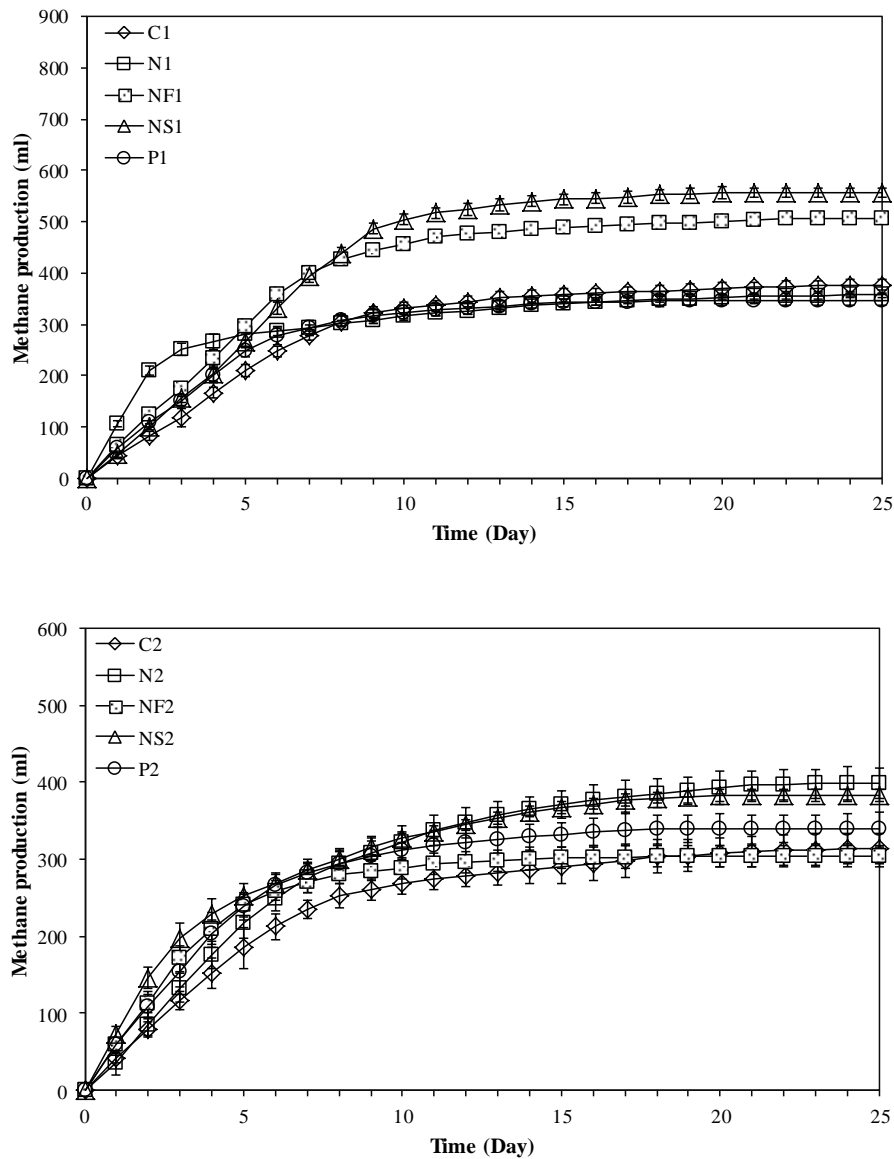 900
800
700
600
500
400
300
200
100
0
Methane production (ml)
C1
N1
NF1
NS1
P1
0 5 10 15 20 25
Time (Day)
600
500
400
300
200
100
0
Methane production (ml)
C2
N2
NF2
NS2
P2
0 5 10 15 20 25
Time (Day)